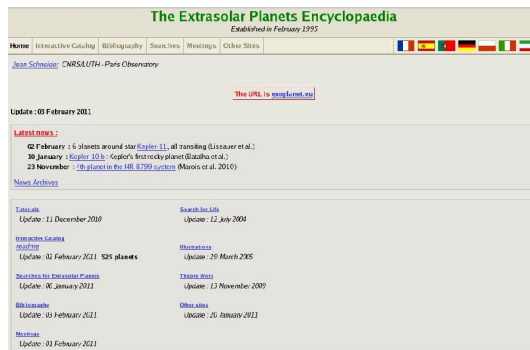 The Extrasolar Planets Encyclopaedia
Established in February 1995
Home Interactive Catalog Bibliography Searches Meetings Other Sites
Jean Schneider: CNRS/LUTH - Paris Observatory
The URL is exoplanet.eu
Update : 03 February 2011
Latest news :
02 February : 6 planets around star Kepler-11, all transiting (Lissauer et al.)
10 January : Kepler-10 b : Kepler's first rocky planet (Batalha et al.)
23 November : 4th planet in the HR 8799 system (Marois et al. 2010)
News Archives
Tutorials
Update : 11 December 2010
Search for Life
Update : 12 July 2004
Interactive Catalog
readme
Update : 02 February 2011 525 planets
Illustrations
Update : 29 March 2005
Searches for Extrasolar Planets
Update : 06 January 2011
Theory Work
Update : 13 November 2009
Bibliography
Update : 03 February 2011
Other sites
Update : 20 January 2011
Meetings
Update : 01 February 2011